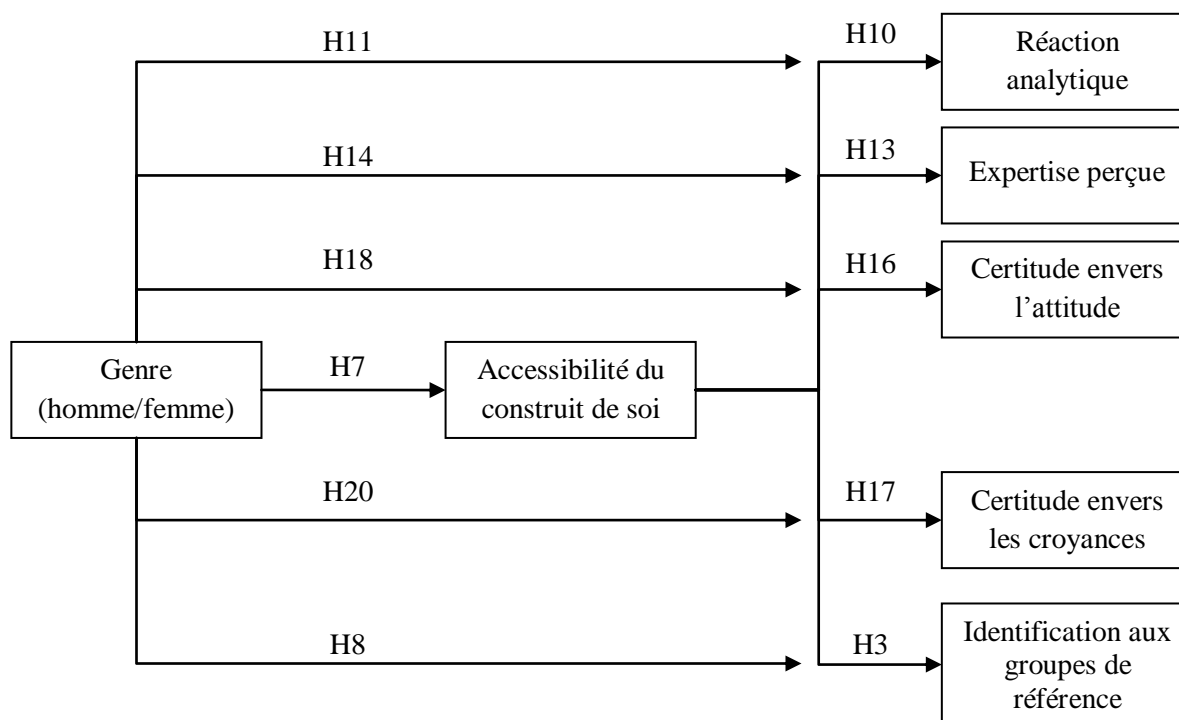 H11
H10
Réaction
analytique
H14
H13
Expertise perçue
H18
H16
Certitude envers
l’attitude
Genre
(homme/femme)
H7
Accessibilité du
construit de soi
H20
H17
Certitude envers
les croyances
H8
H3
Identification aux
groupes de
référence